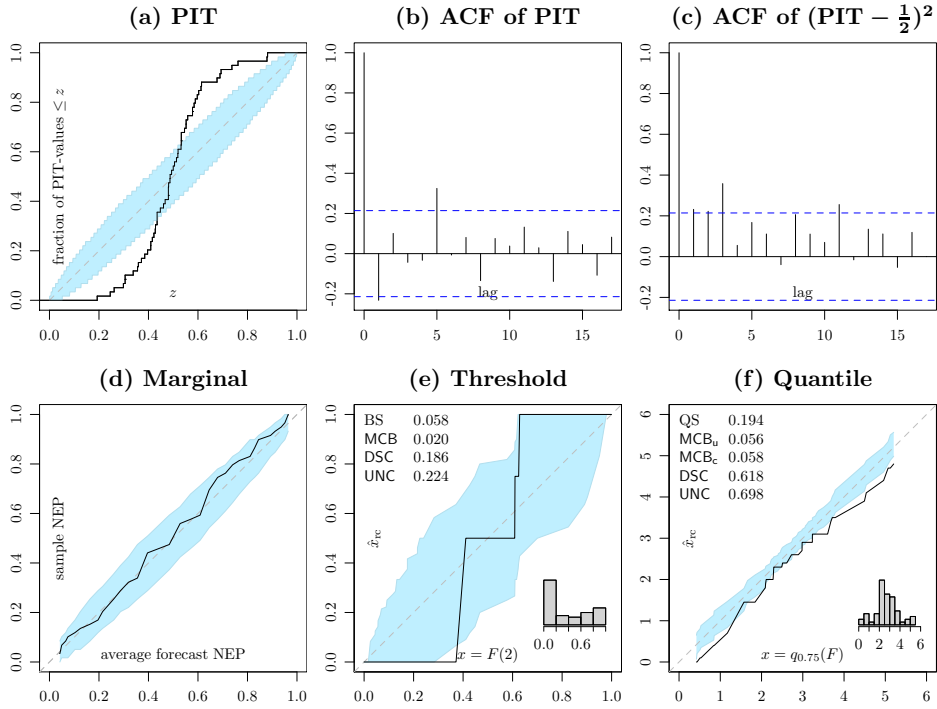 (a) PIT
fraction of PIT-values ≤ z
z
0.0 0.2 0.4 0.6 0.8 1.0
0.0 0.2 0.4 0.6 0.8 1.0
(b) ACF of PIT
lag
-0.2 0.0 0.2 0.4 0.6 0.8 1.0
0 5 10 15
(c) ACF of (PIT − 1/2)²
lag
-0.2 0.0 0.2 0.4 0.6 0.8 1.0
0 5 10 15
(d) Marginal
sample NEP
average forecast NEP
0.0 0.2 0.4 0.6 0.8 1.0
0.0 0.2 0.4 0.6 0.8 1.0
(e) Threshold
BS 0.058
MCB 0.020
DSC 0.186
UNC 0.224
x̂rc
x = F(2)
0.0 0.6
0.0 0.2 0.4 0.6 0.8 1.0
0.0 0.2 0.4 0.6 0.8 1.0
(f) Quantile
QS 0.194
MCBu 0.056
MCBc 0.058
DSC 0.618
UNC 0.698
x̂rc
x = q0.75(F)
0 2 4 6
0 1 2 3 4 5 6
0 1 2 3 4 5 6